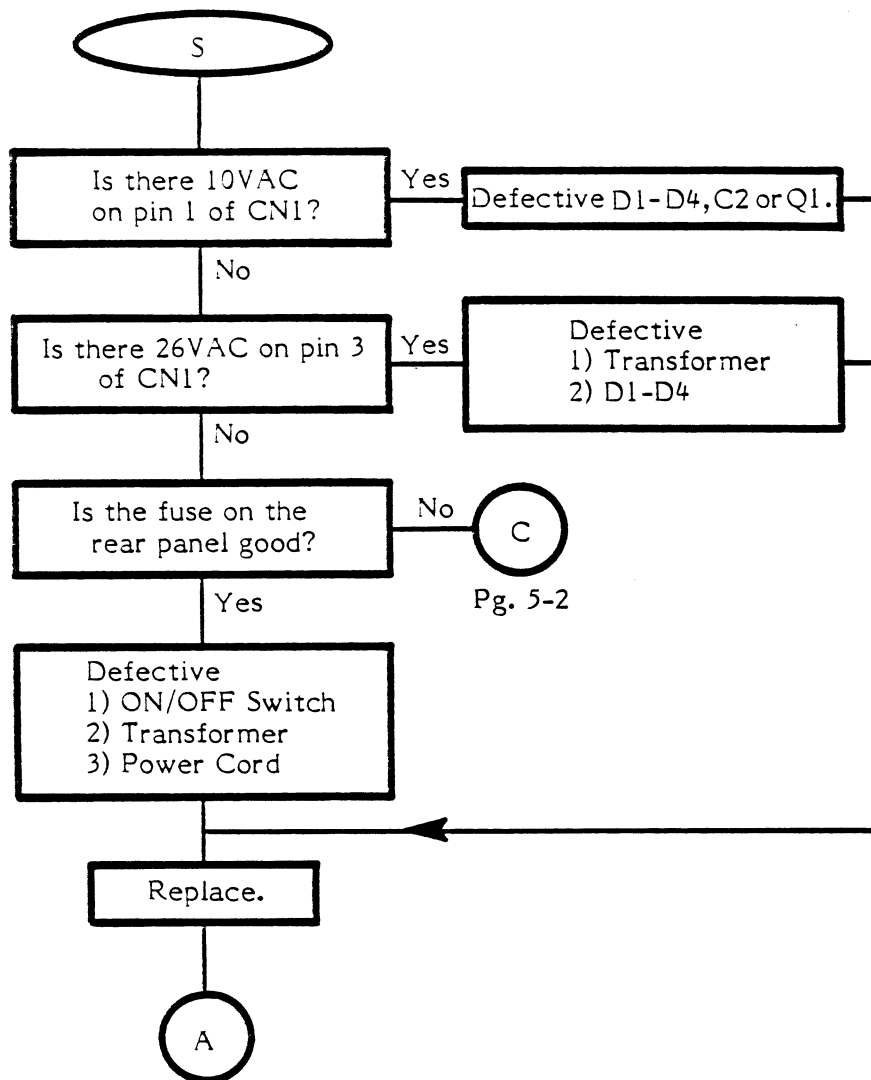 S
Is there 10VAC
on pin 1 of CN1?
Yes
Defective D1-D4, C2 or Q1.
No
Is there 26VAC on pin 3
of CN1?
Yes
Defective
1) Transformer
2) D1-D4
No
Is the fuse on the
rear panel good?
No
C
Pg. 5-2
Yes
Defective
1) ON/OFF Switch
2) Transformer
3) Power Cord
Replace.
A